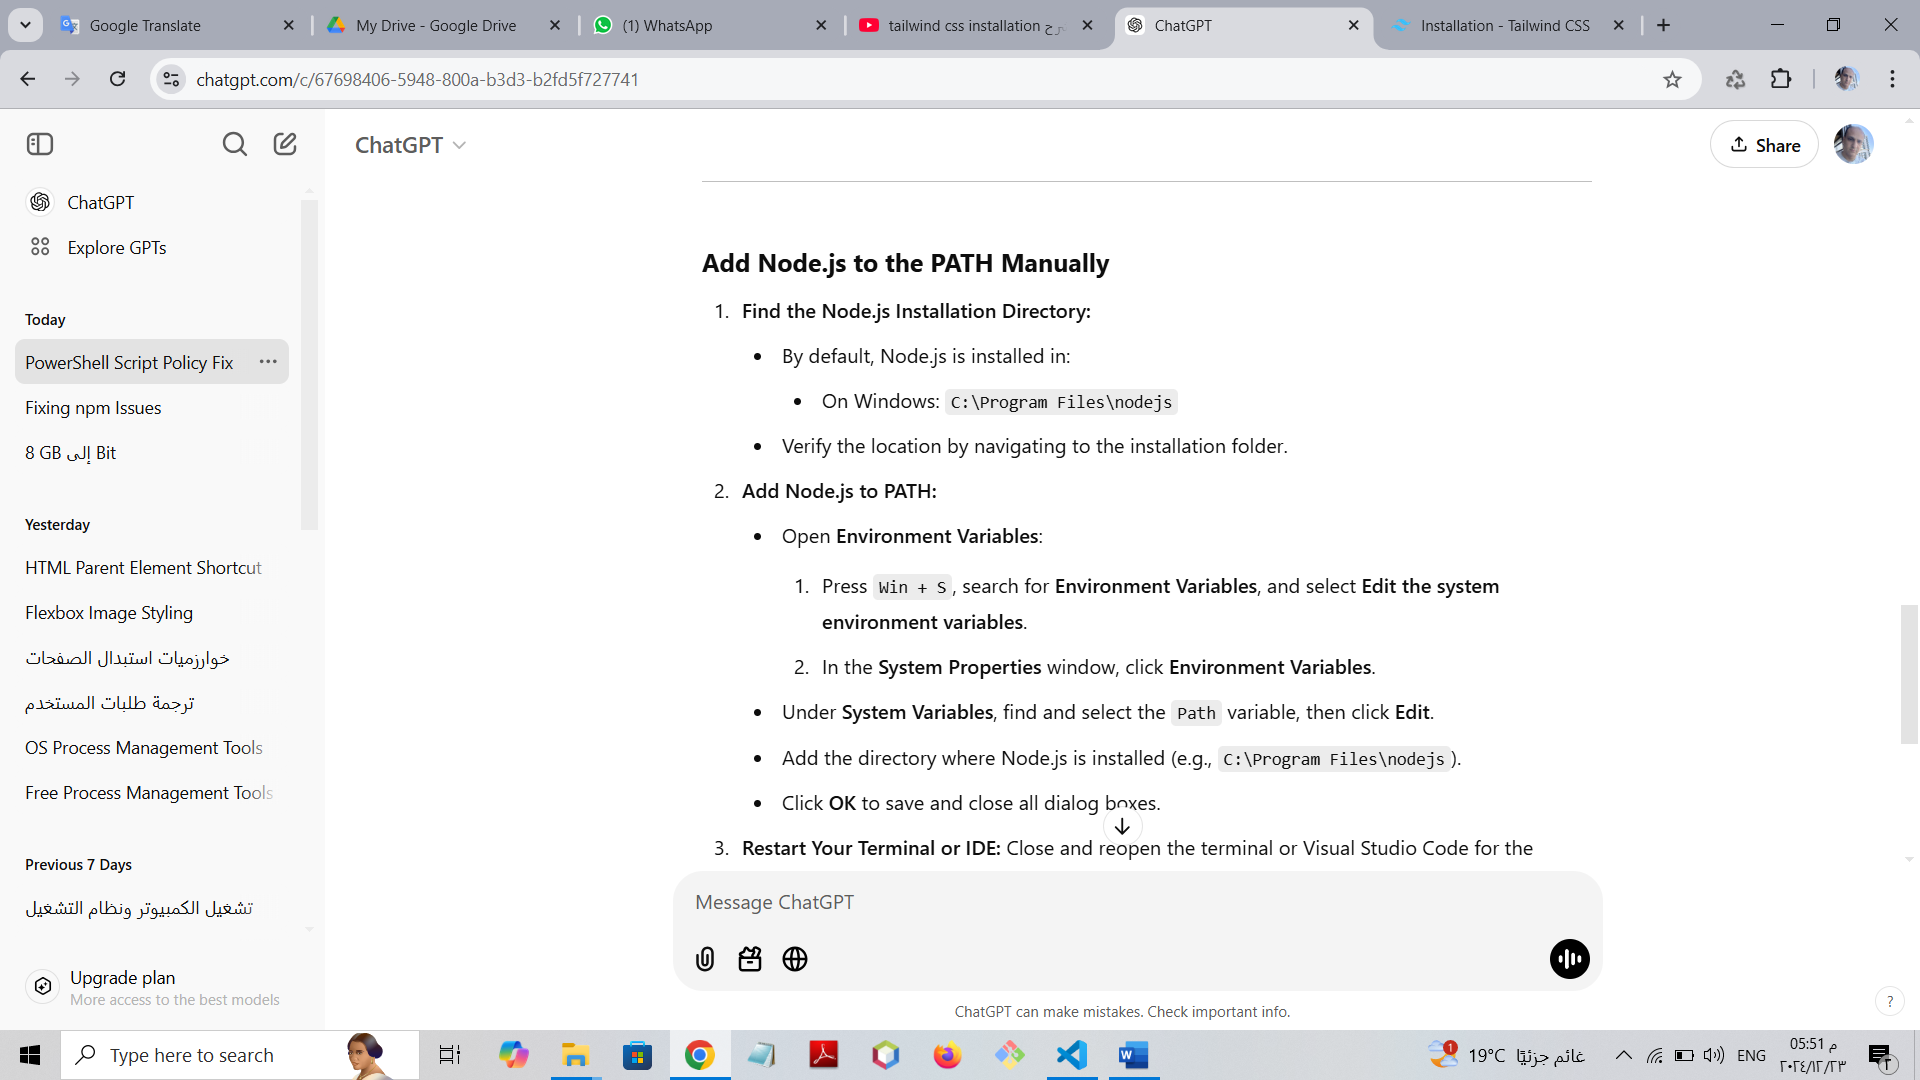 Google Translate
My Drive - Google Drive
(1) WhatsApp
tailwind css installation
ChatGPT
Installation - Tailwind CSS
chatgpt.com/c/67698406-5948-800a-b3d3-b2fd5f727741
ChatGPT
Share
ChatGPT
Explore GPTs
Today
PowerShell Script Policy Fix
Fixing npm Issues
8 GB إلى Bit
Yesterday
HTML Parent Element Shortcut
Flexbox Image Styling
خوارزميات استبدال الصفحات
ترجمة طلبات المستخدم
OS Process Management Tools
Free Process Management Tools
Previous 7 Days
تشغيل الكمبيوتر ونظام التشغيل
Upgrade plan
More access to the best models
Add Node.js to the PATH Manually
1. Find the Node.js Installation Directory:
• By default, Node.js is installed in:
• On Windows: C:\Program Files\nodejs
• Verify the location by navigating to the installation folder.
2. Add Node.js to PATH:
• Open Environment Variables:
1. Press Win + S, search for Environment Variables, and select Edit the system
environment variables.
2. In the System Properties window, click Environment Variables.
• Under System Variables, find and select the Path variable, then click Edit.
• Add the directory where Node.js is installed (e.g., C:\Program Files\nodejs).
• Click OK to save and close all dialog boxes.
3. Restart Your Terminal or IDE: Close and reopen the terminal or Visual Studio Code for the
Message ChatGPT
ChatGPT can make mistakes. Check important info.
?
Type here to search
1
19°C غائم جزئيًا
ENG
05:51 م
٢٠٢٤/١٢/٢٣
٢